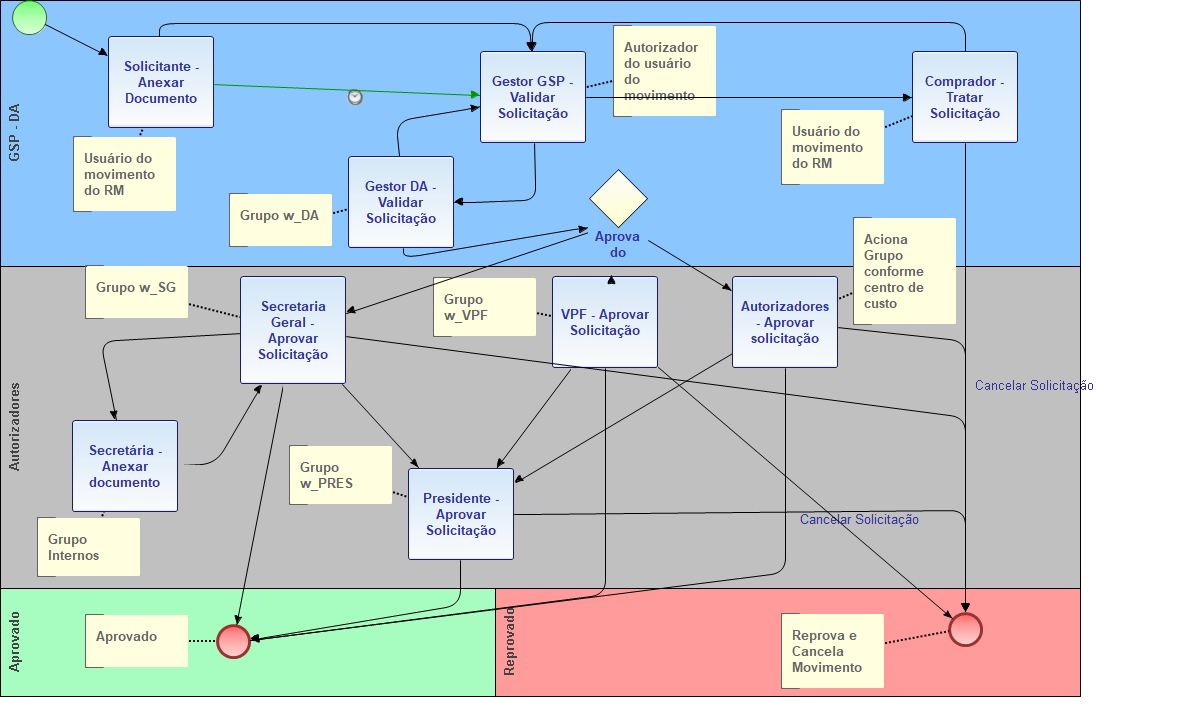 GSP - DA
Solicitante -
Anexar
Documento
Usuário do
movimento
do RM
Gestor GSP -
Validar
Solicitação
Autorizador
do usuário
do
movimento
Comprador -
Tratar
Solicitação
Usuário do
movimento
do RM
Gestor DA -
Validar
Solicitação
Grupo w_DA
Aprova
do
Aciona
Grupo
conforme
centro de
custo
Autorizadores
Grupo w_SG
Secretaria
Geral -
Aprovar
Solicitação
Grupo
w_VPF
VPF - Aprovar
Solicitação
Autorizadores
- Aprovar
solicitação
Cancelar Solicitação
Secretária -
Anexar
documento
Grupo
Internos
Grupo
w_PRES
Presidente -
Aprovar
Solicitação
Cancelar Solicitação
Aprovado
Aprovado
Reprovado
Reprova e
Cancela
Movimento